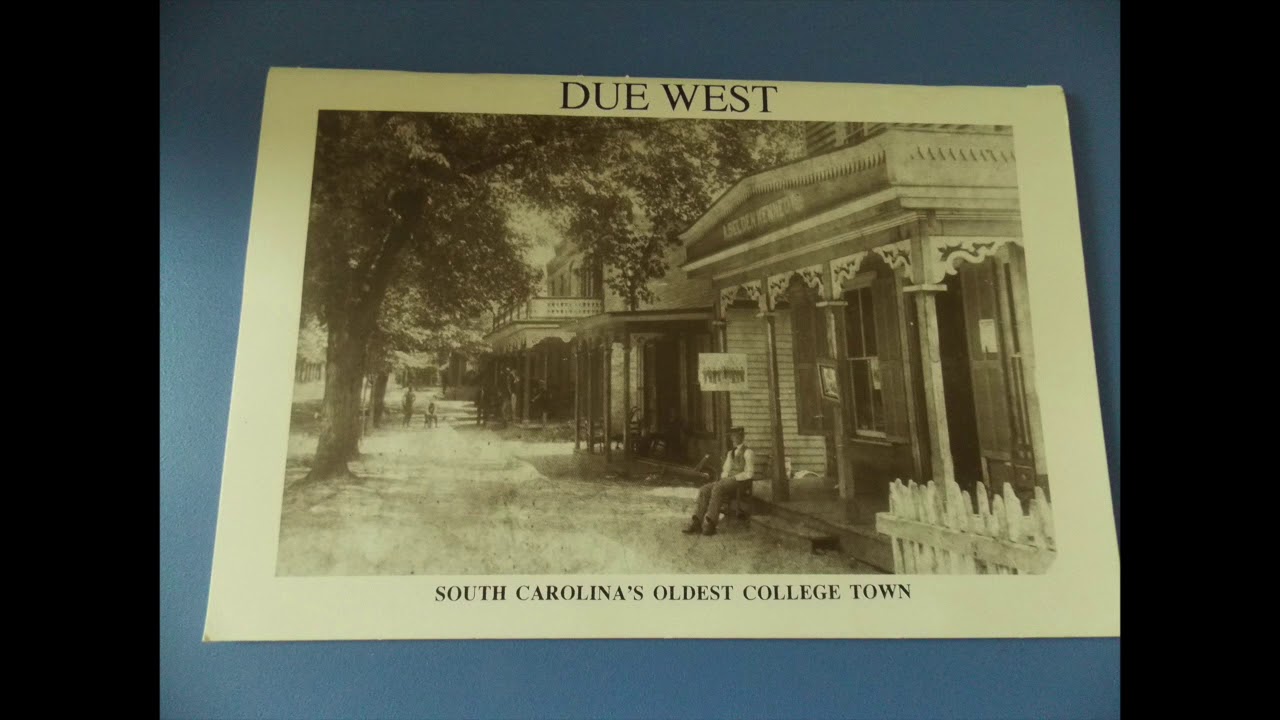 DUE WEST
SOUTH CAROLINA'S OLDEST COLLEGE TOWN